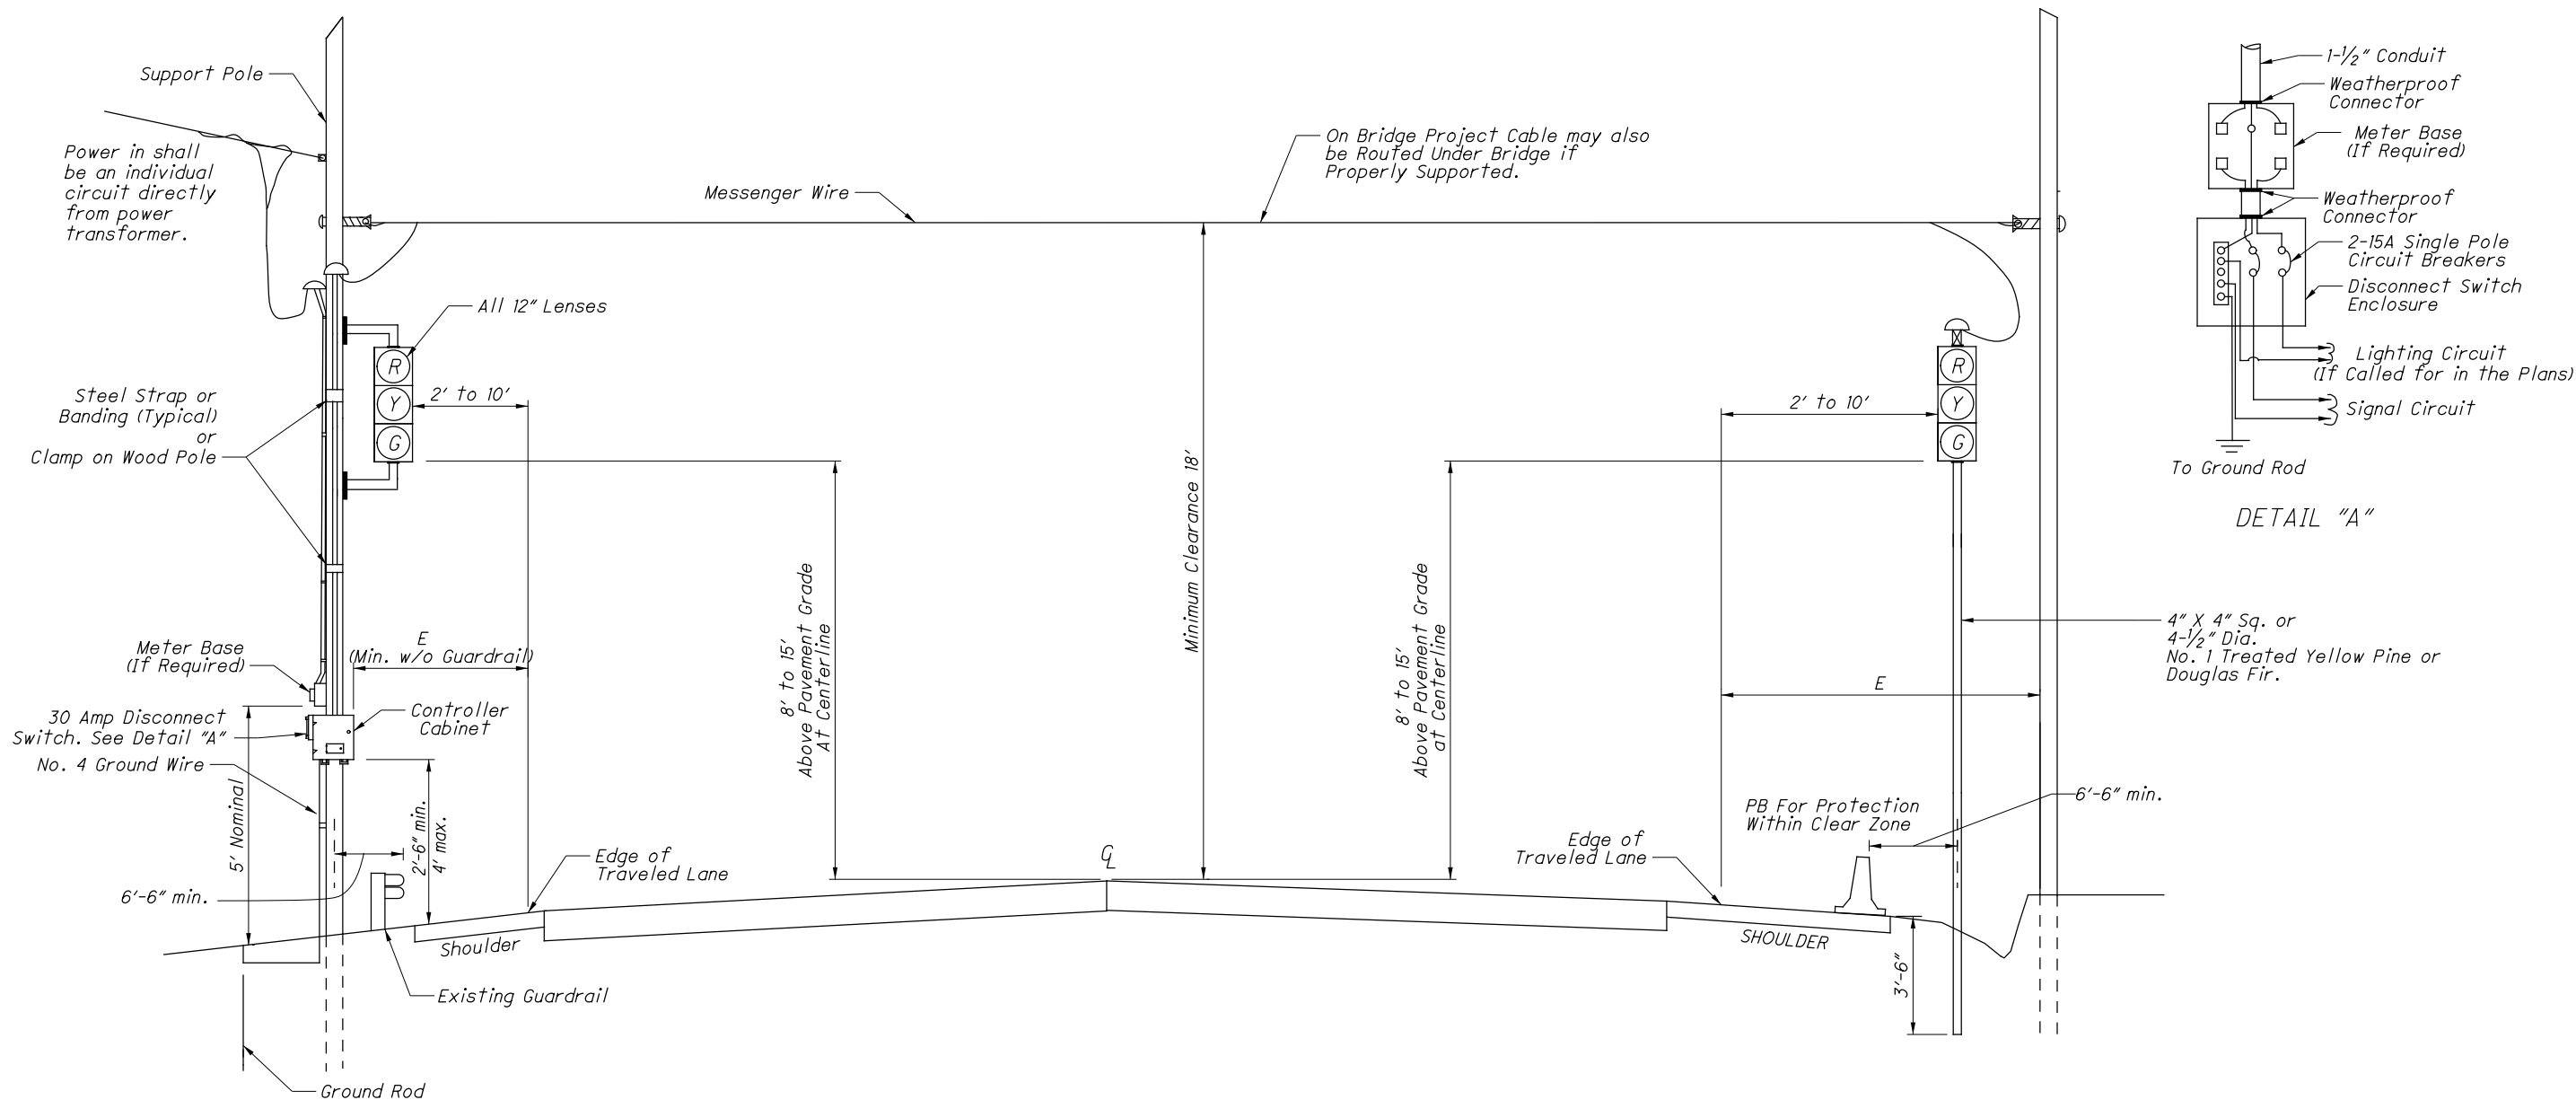 Support Pole
Power in shall
be an individual
circuit directly
from power
transformer.
Messenger Wire
On Bridge Project Cable may also
be Routed Under Bridge if
Properly Supported.
All 12" Lenses
R
Y
G
2' to 10'
Steel Strap or
Banding (Typical)
or
Clamp on Wood Pole
E
(Min. w/o Guardrail)
Meter Base
(If Required)
30 Amp Disconnect
Switch. See Detail "A"
Controller
Cabinet
No. 4 Ground Wire
5' Nominal
2'-6" min.
4' max.
6'-6" min.
Edge of
Traveled Lane
Shoulder
Existing Guardrail
Ground Rod
8' to 15'
Above Pavement Grade
At Centerline
CL
Minimum Clearance 18'
8' to 15'
Above Pavement Grade
at Centerline
R
Y
G
2' to 10'
E
4" X 4" Sq. or
4-1/2" Dia.
No. 1 Treated Yellow Pine or
Douglas Fir.
PB For Protection
Within Clear Zone
6'-6" min.
Edge of
Traveled Lane
SHOULDER
3'-6"
1-1/2" Conduit
Weatherproof
Connector
Meter Base
(If Required)
Weatherproof
Connector
2-15A Single Pole
Circuit Breakers
Disconnect Switch
Enclosure
Lighting Circuit
(If Called for in the Plans)
Signal Circuit
To Ground Rod
DETAIL "A"